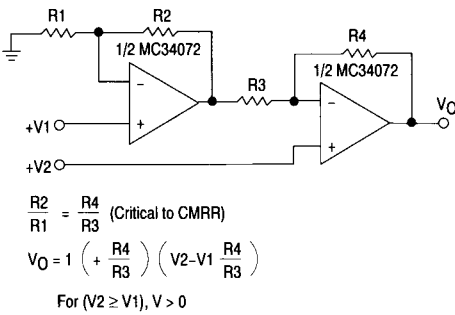 R1 R2
1/2 MC34072
R4
1/2 MC34072
R3
VO
+V1
+V2
R2/R1 = R4/R3 (Critical to CMRR)
VO = 1 ( + R4/R3 ) ( V2–V1 R4/R3 )
For (V2 ≥ V1), V > 0